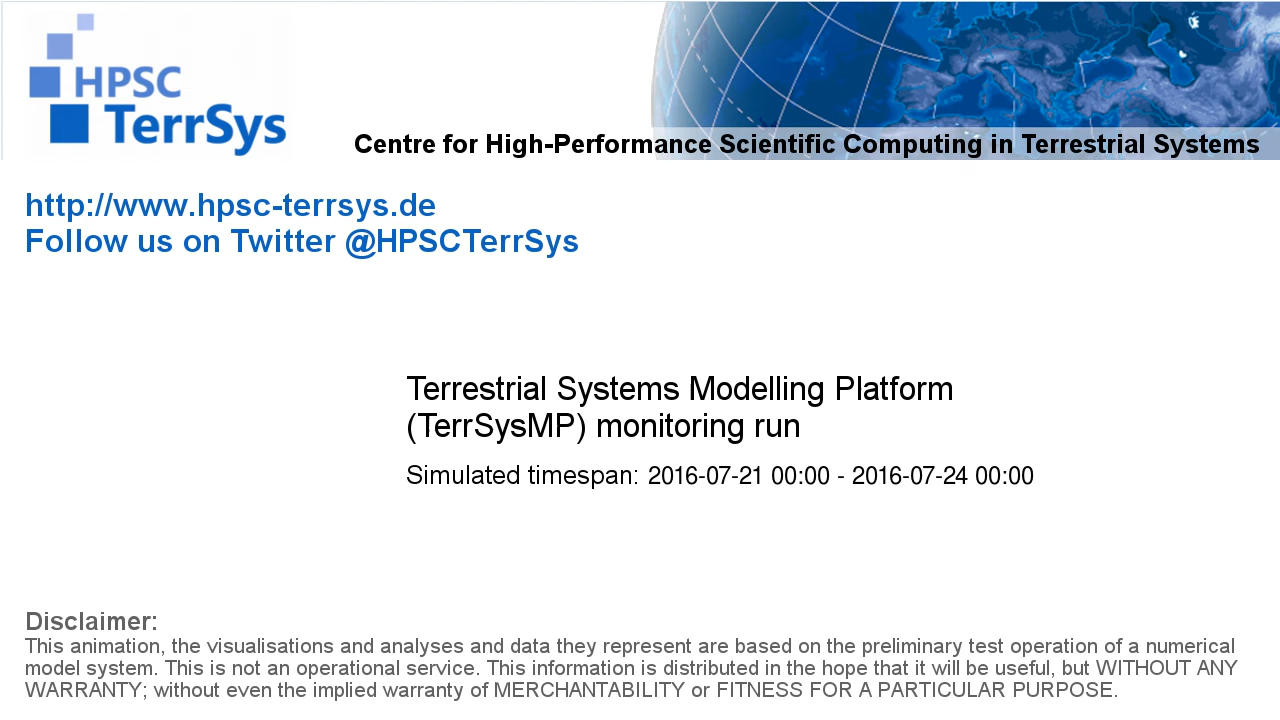 HPSC
TerrSys
Centre for High-Performance Scientific Computing in Terrestrial Systems
http://www.hpsc-terrsys.de
Follow us on Twitter @HPSCTerrSys
Terrestrial Systems Modelling Platform
(TerrSysMP) monitoring run
Simulated timespan: 2016-07-21 00:00 - 2016-07-24 00:00
Disclaimer:
This animation, the visualisations and analyses and data they represent are based on the preliminary test operation of a numerical
model system. This is not an operational service. This information is distributed in the hope that it will be useful, but WITHOUT ANY
WARRANTY; without even the implied warranty of MERCHANTABILITY or FITNESS FOR A PARTICULAR PURPOSE.